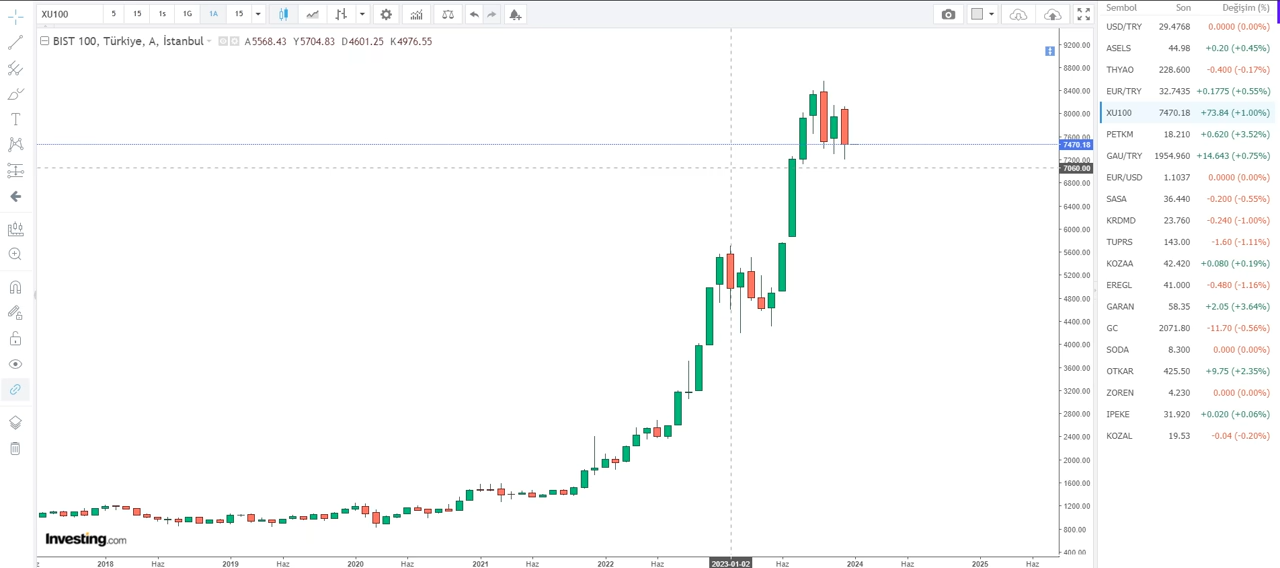 XU100 5 15 1s 1G 1A 15
BIST 100, Türkiye, A, İstanbul A5568.43 Y5704.83 D4601.25 K4976.55
9200.00
8800.00
8400.00
8000.00
7600.00
7470.18
7200.00
7060.00
6800.00
6400.00
6000.00
5600.00
5200.00
4800.00
4400.00
4000.00
3600.00
3200.00
2800.00
2400.00
2000.00
1600.00
1200.00
800.00
400.00
Investing.com
2018 Haz 2019 Haz 2020 Haz 2021 Haz 2022 Haz 2023-01-02 Haz 2024 Haz 2025 Haz
Sembol Son Değişim (%)
USD/TRY 29.4768 0.0000 (0.00%)
ASELS 44.98 +0.20 (+0.45%)
THYAO 228.600 -0.400 (-0.17%)
EUR/TRY 32.7435 +0.1775 (+0.55%)
XU100 7470.18 +73.84 (+1.00%)
PETKM 18.210 +0.620 (+3.52%)
GAU/TRY 1954.960 +14.643 (+0.75%)
EUR/USD 1.1037 0.0000 (0.00%)
SASA 36.440 -0.200 (-0.55%)
KRDMD 23.760 -0.240 (-1.00%)
TUPRS 143.00 -1.60 (-1.11%)
KOZAA 42.420 +0.080 (+0.19%)
EREGL 41.000 -0.480 (-1.16%)
GARAN 58.35 +2.05 (+3.64%)
GC 2071.80 -11.70 (-0.56%)
SODA 8.300 0.000 (0.00%)
OTKAR 425.50 +9.75 (+2.35%)
ZOREN 4.230 0.000 (0.00%)
IPEKE 31.920 +0.020 (+0.06%)
KOZAL 19.53 -0.04 (-0.20%)